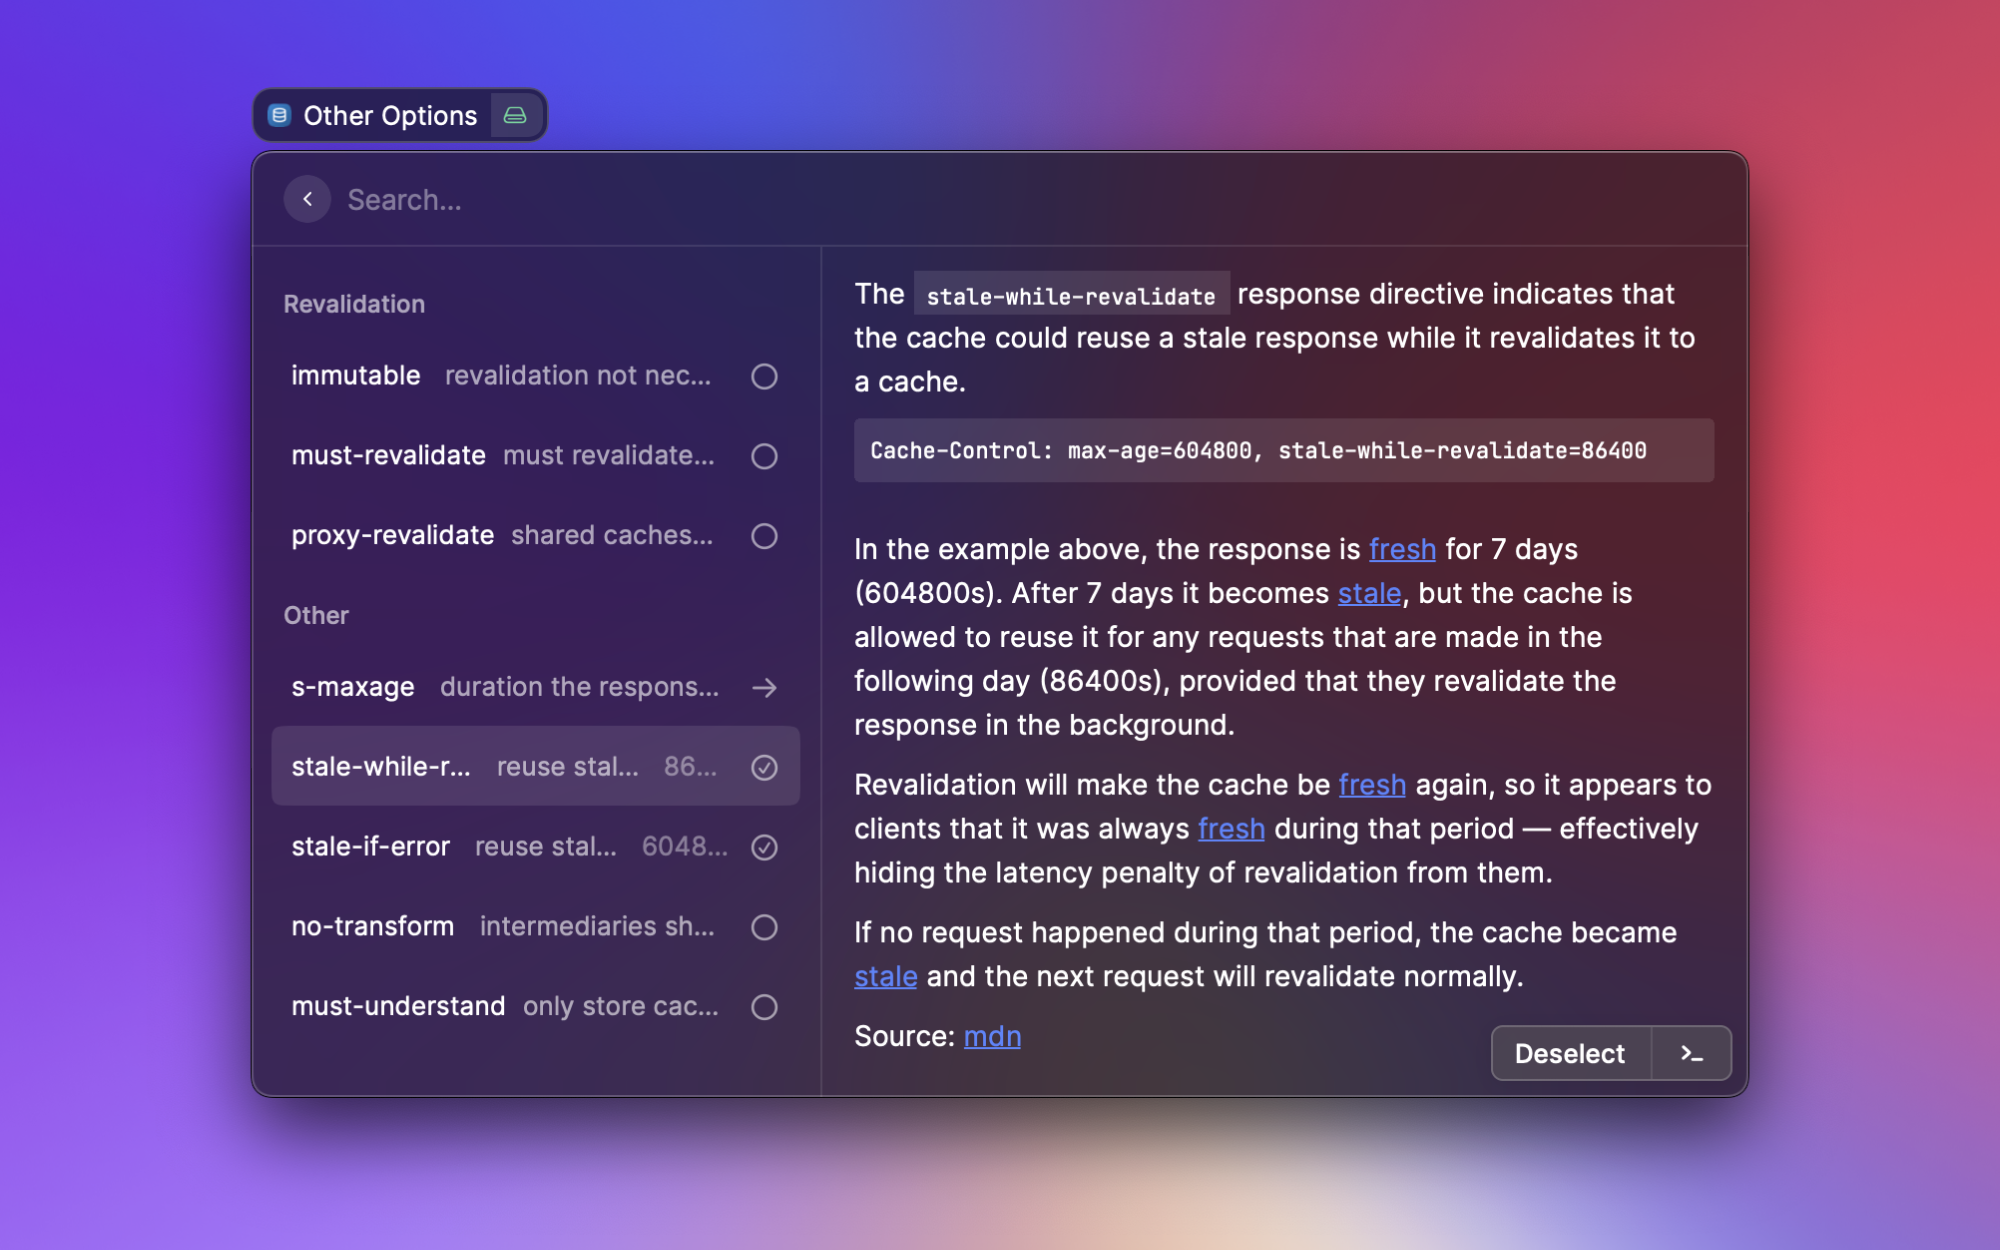 Other Options
Search...
Revalidation
immutable revalidation not nec...
must-revalidate must revalidate...
proxy-revalidate shared caches...
Other
s-maxage duration the respons...
stale-while-r... reuse stal... 86...
stale-if-error reuse stal... 6048...
no-transform intermediaries sh...
must-understand only store cac...
The stale-while-revalidate response directive indicates that
the cache could reuse a stale response while it revalidates it to
a cache.
Cache-Control: max-age=604800, stale-while-revalidate=86400
In the example above, the response is fresh for 7 days
(604800s). After 7 days it becomes stale, but the cache is
allowed to reuse it for any requests that are made in the
following day (86400s), provided that they revalidate the
response in the background.
Revalidation will make the cache be fresh again, so it appears to
clients that it was always fresh during that period — effectively
hiding the latency penalty of revalidation from them.
If no request happened during that period, the cache became
stale and the next request will revalidate normally.
Source: mdn
Deselect